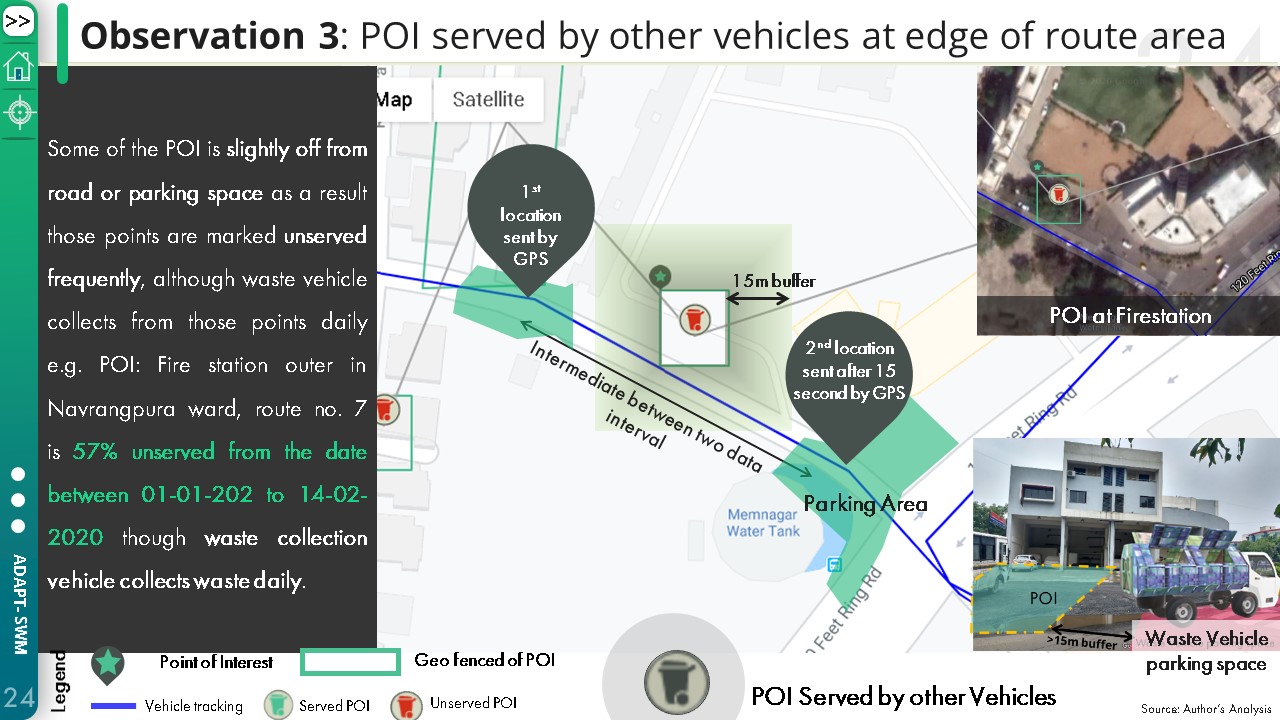 >>
Observation 3: POI served by other vehicles at edge of route area
Some of the POI is slightly off from
road or parking space as a result
those points are marked unserved
frequently, although waste vehicle
collects from those points daily
e.g. POI: Fire station outer in
Navrangpura ward, route no. 7
is 57% unserved from the date
between 01-01-202 to 14-02-
2020 though waste collection
vehicle collects waste daily.
Map
Satellite
1st
location
sent by
GPS
15m buffer
2nd location
sent after 15
second by GPS
Intermediate between two data
interval
Parking Area
Memnagar
Water Tank
Feet Ring Rd
120 Feet Rin
POI at Firestation
POI
>15m buffer
Waste Vehicle
parking space
ADAPT- SWM
24
Legend
Point of Interest
Geo fenced of POI
Vehicle tracking
Served POI
Unserved POI
POI Served by other Vehicles
Source: Author's Analysis